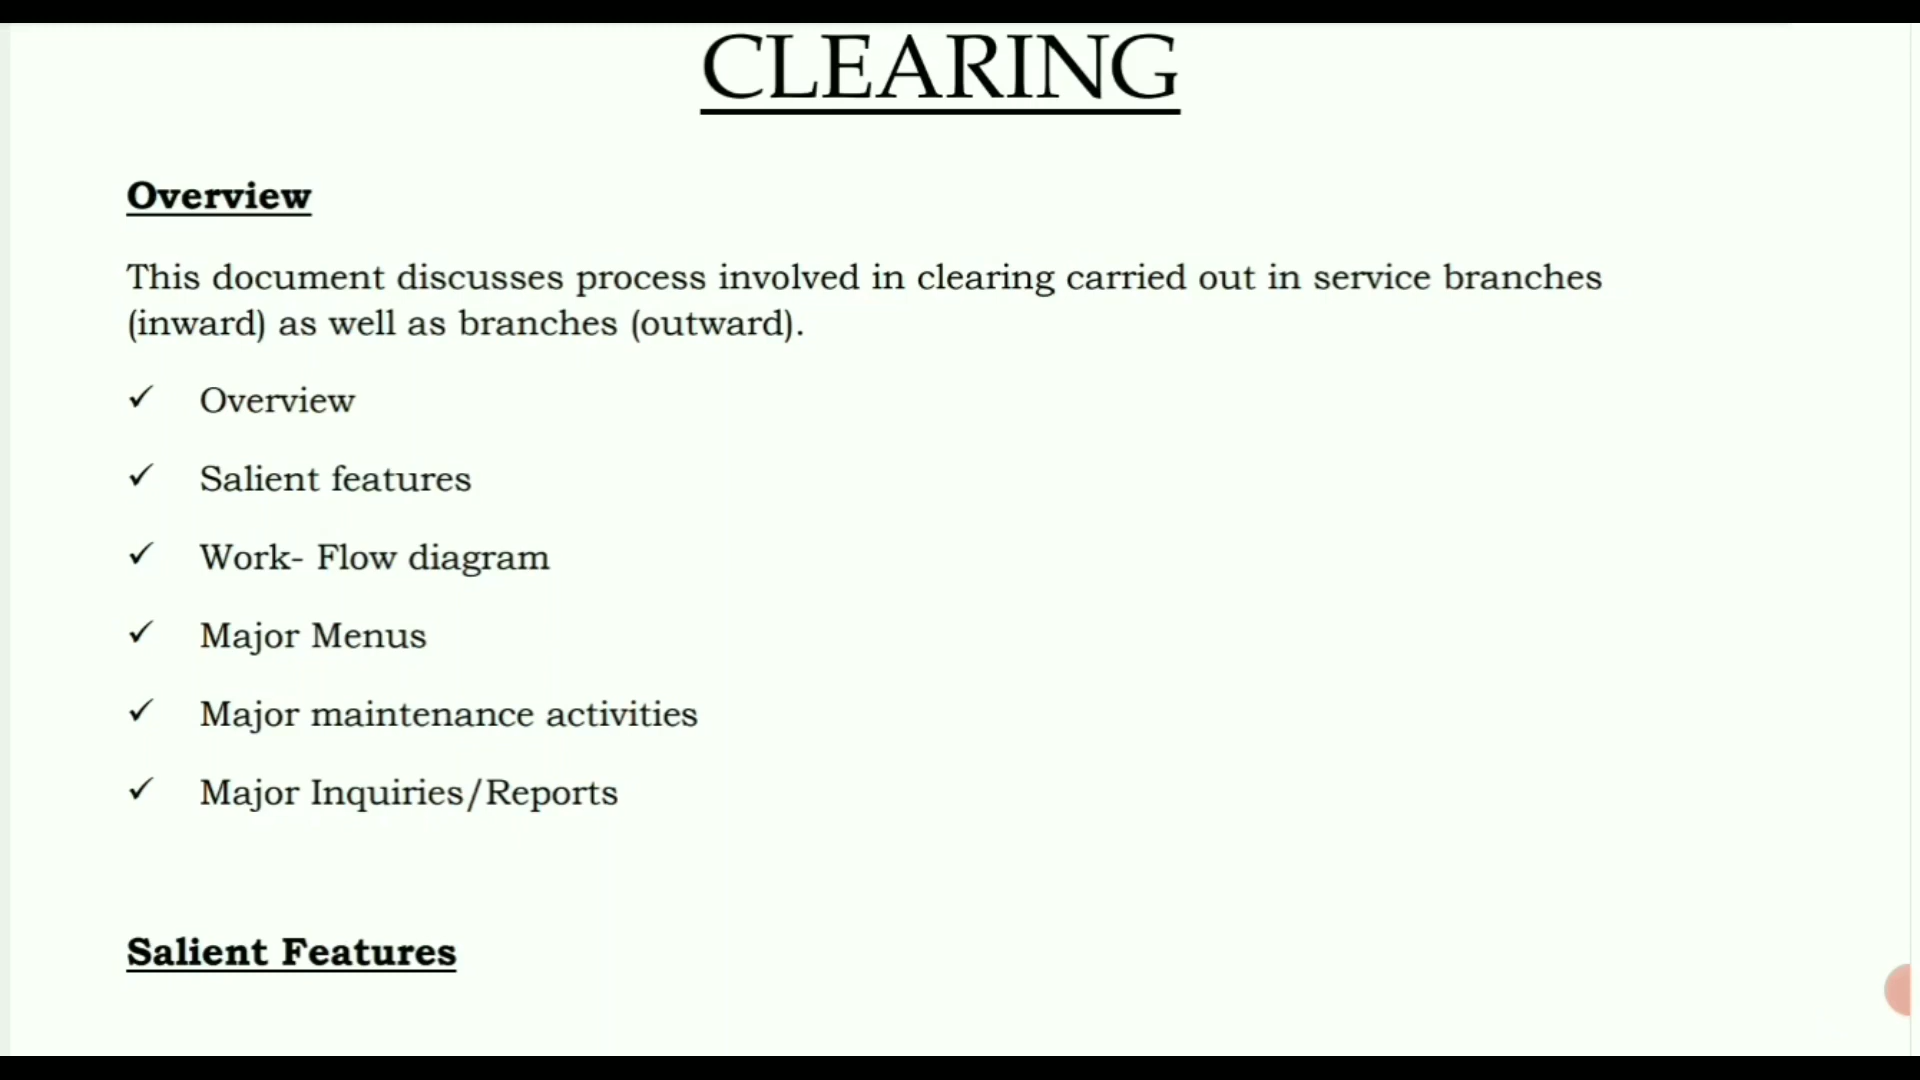 CLEARING
Overview
This document discusses process involved in clearing carried out in service branches
(inward) as well as branches (outward).
✓ Overview
✓ Salient features
✓ Work- Flow diagram
✓ Major Menus
✓ Major maintenance activities
✓ Major Inquiries/Reports
Salient Features